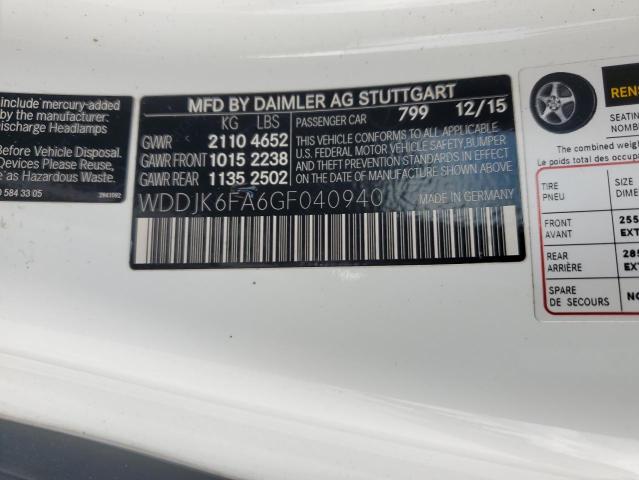 include mercury-added
by the manufacturer:
ischarge Headlamps
Before Vehicle Disposal.
Devices Please Reuse,
as Hazardous Waste.
0 584 33 05
MFD BY DAIMLER AG STUTTGART
KG LBS PASSENGER CAR 799 12/15
GVWR 2110 4652
GAWR FRONT 1015 2238
GAWR REAR 1135 2502
THIS VEHICLE CONFORMS TO ALL APPLICABLE
U.S. FEDERAL MOTOR VEHICLE SAFETY, BUMPER
AND THEFT PREVENTION STANDARDS IN EFFECT
ON THE DATE OF MANUFACTURE SHOWN ABOVE.
WDDJK6FA6GF040940 MADE IN GERMANY
SEATIN
NOMB
The combined weigh
Le poids total des occup
TIRE SIZE
PNEU DIME
FRONT 255
AVANT EXT
REAR 285
ARRIÈRE EXT
SPARE NO
DE SECOURS